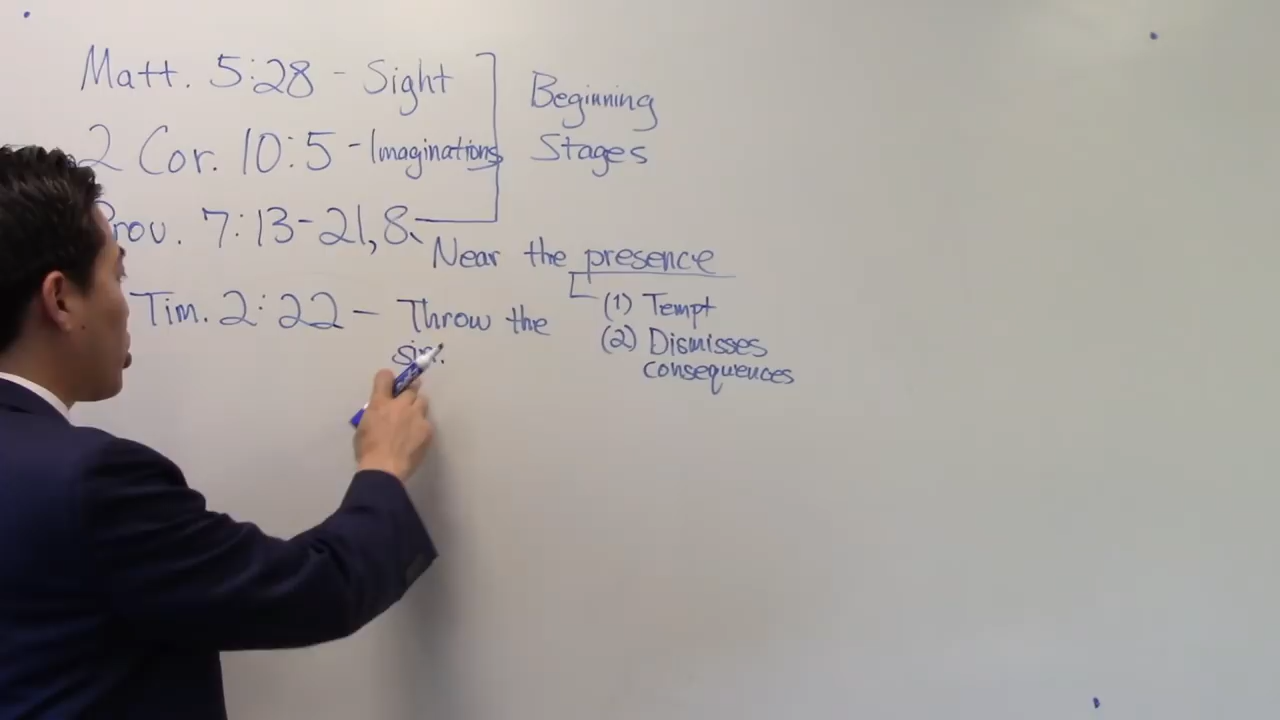 Matt. 5:28 - Sight
Beginning
Stages
2 Cor. 10:5 - Imaginations
Prov. 7:13-21,8
Near the presence
(1) Tempt
(2) Dismisses
consequences
Tim. 2:22 - Throw the
sin.